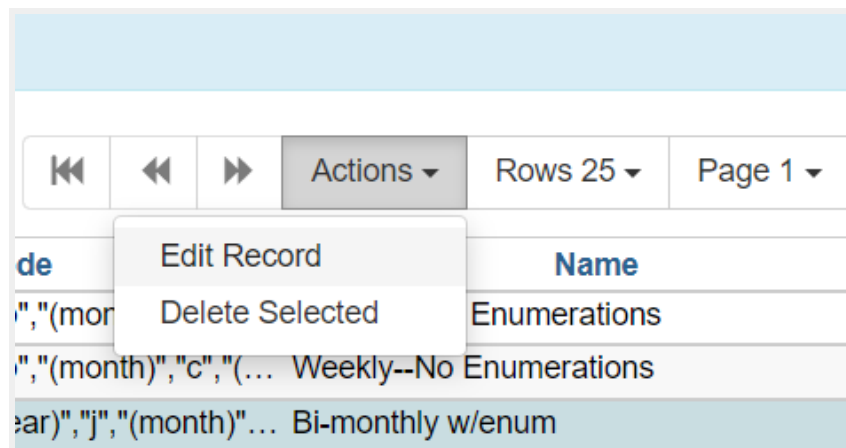 Actions Rows 25 Page 1
Edit Record
Delete Selected
de Name
","(mor Enumerations
","(month)","c","(… Weekly--No Enumerations
ear)","j","(month)"… Bi-monthly w/enum